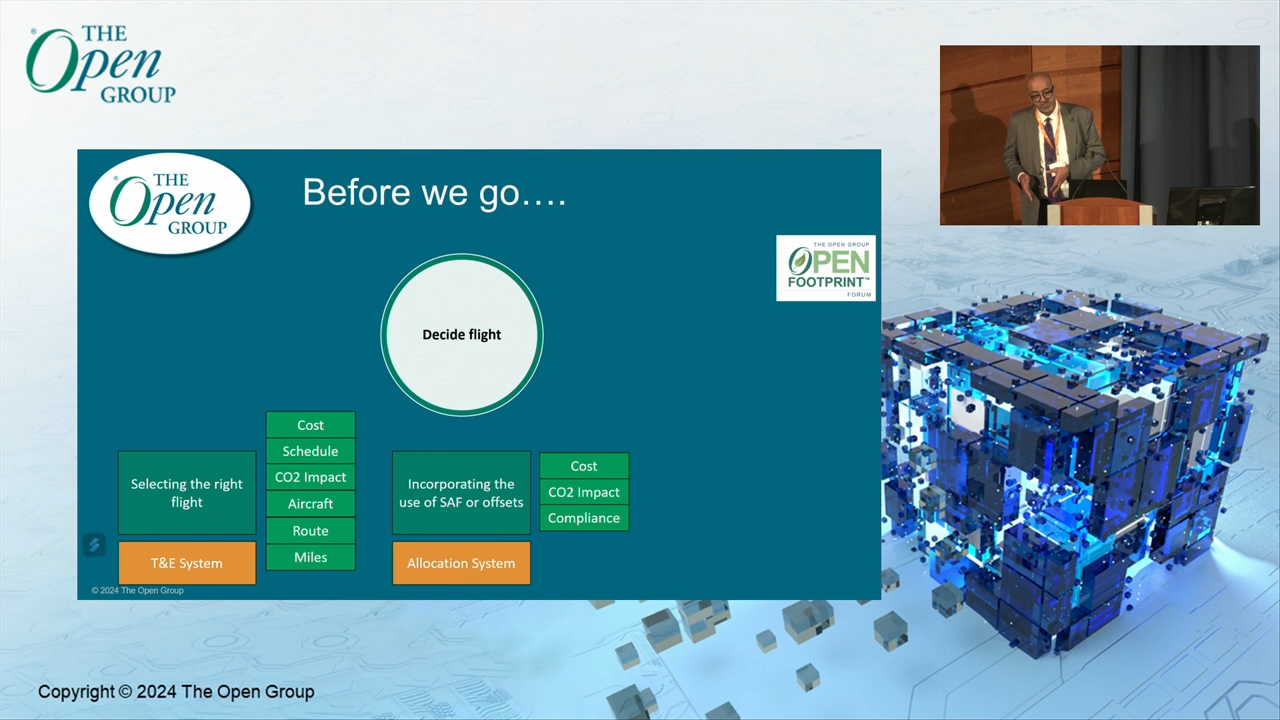 THE
Open
GROUP
THE
Open
GROUP
Before we go....
THE OPEN GROUP
OPEN
FOOTPRINT™
FORUM
Decide flight
Selecting the right
flight
T&E System
Cost
Schedule
CO2 Impact
Aircraft
Route
Miles
Incorporating the
use of SAF or offsets
Allocation System
Cost
CO2 Impact
Compliance
© 2024 The Open Group
Copyright © 2024 The Open Group